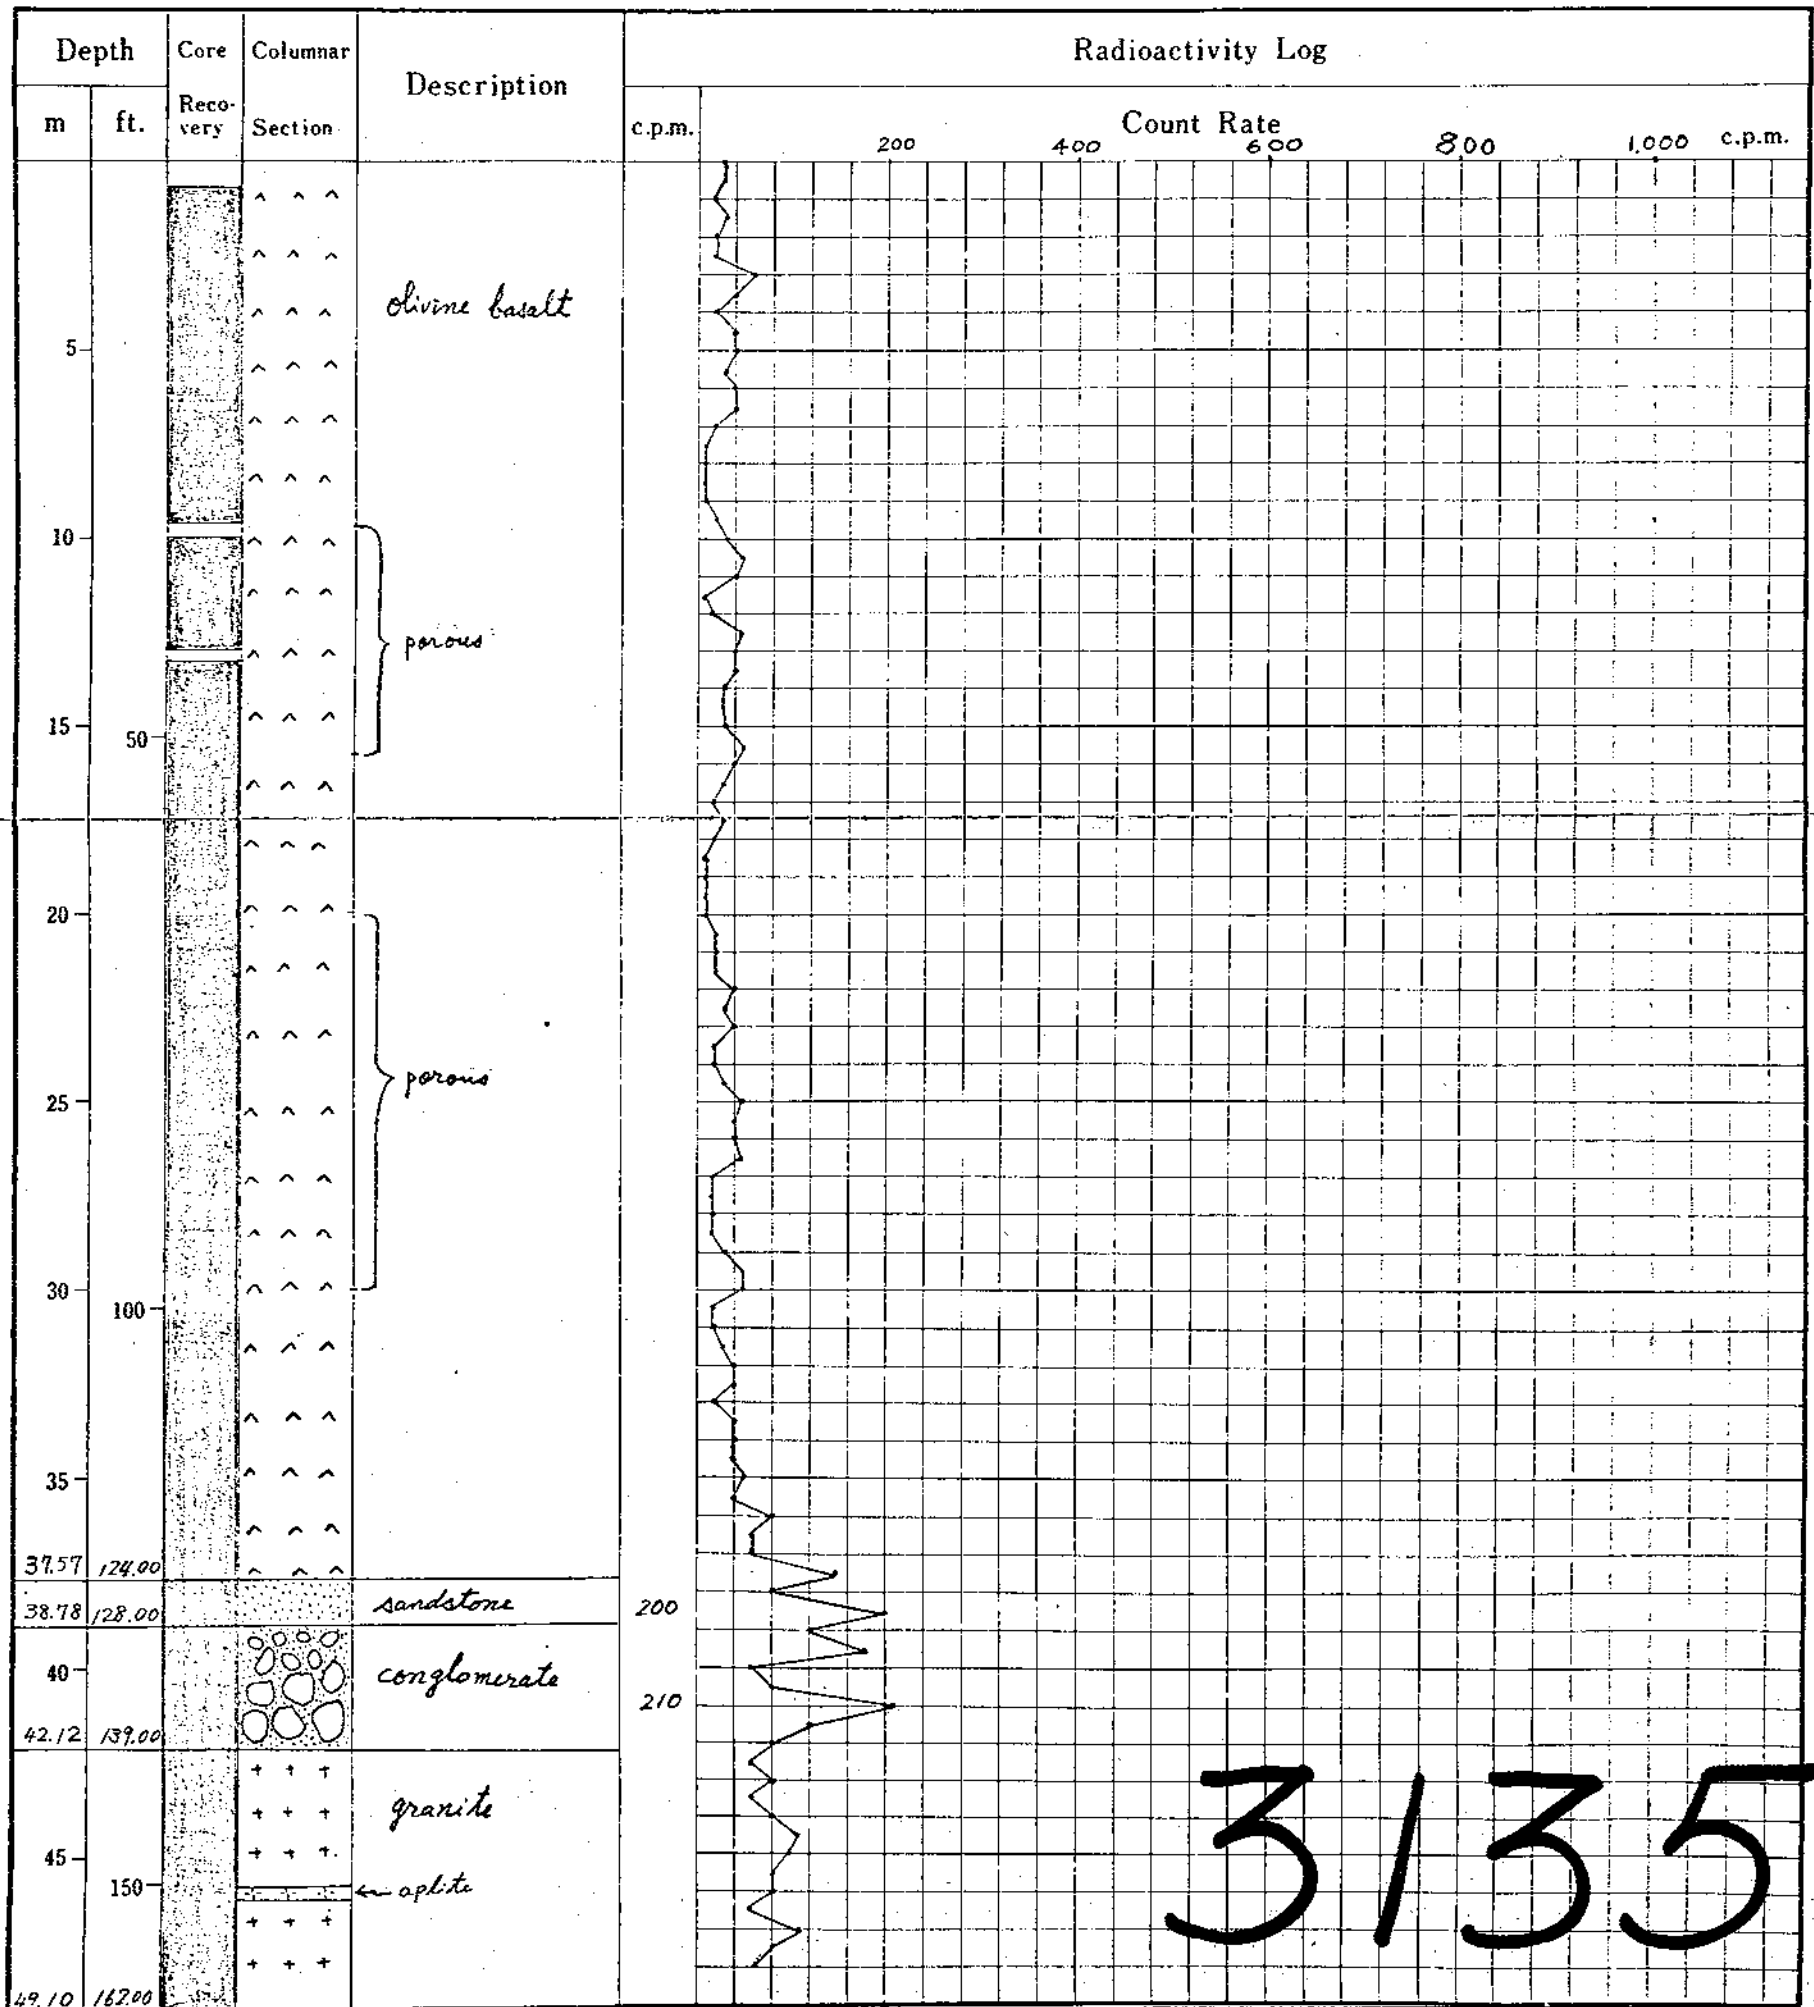 Depth Core Columnar Description Radioactivity Log
m ft. Reco- very Section c.p.m. Count Rate
200 400 600 800 1,000 c.p.m.
olivine basalt
5
10
porous
15
50
20
porous
25
30
100
35
37.57 124.00
sandstone
38.78 128.00 200
40 conglomerate
210
42.12 139.00
granite
45
150 aplite
3135
49.10 162.00